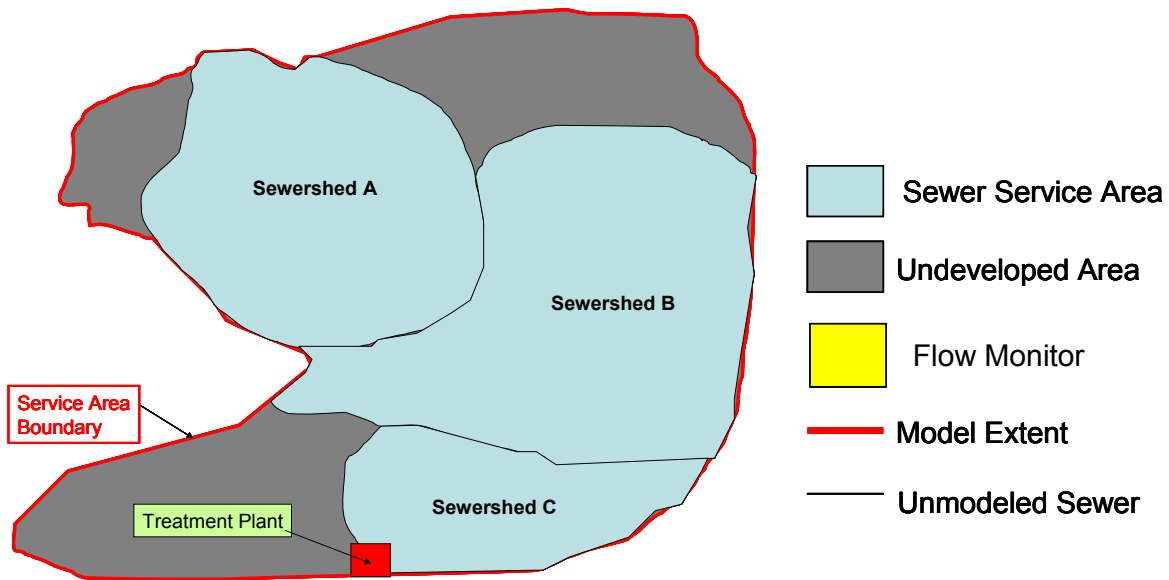 Sewershed A
Sewer Service Area
Undeveloped Area
Sewershed B
Flow Monitor
Service Area
Boundary
Model Extent
Sewershed C
Unmodeled Sewer
Treatment Plant